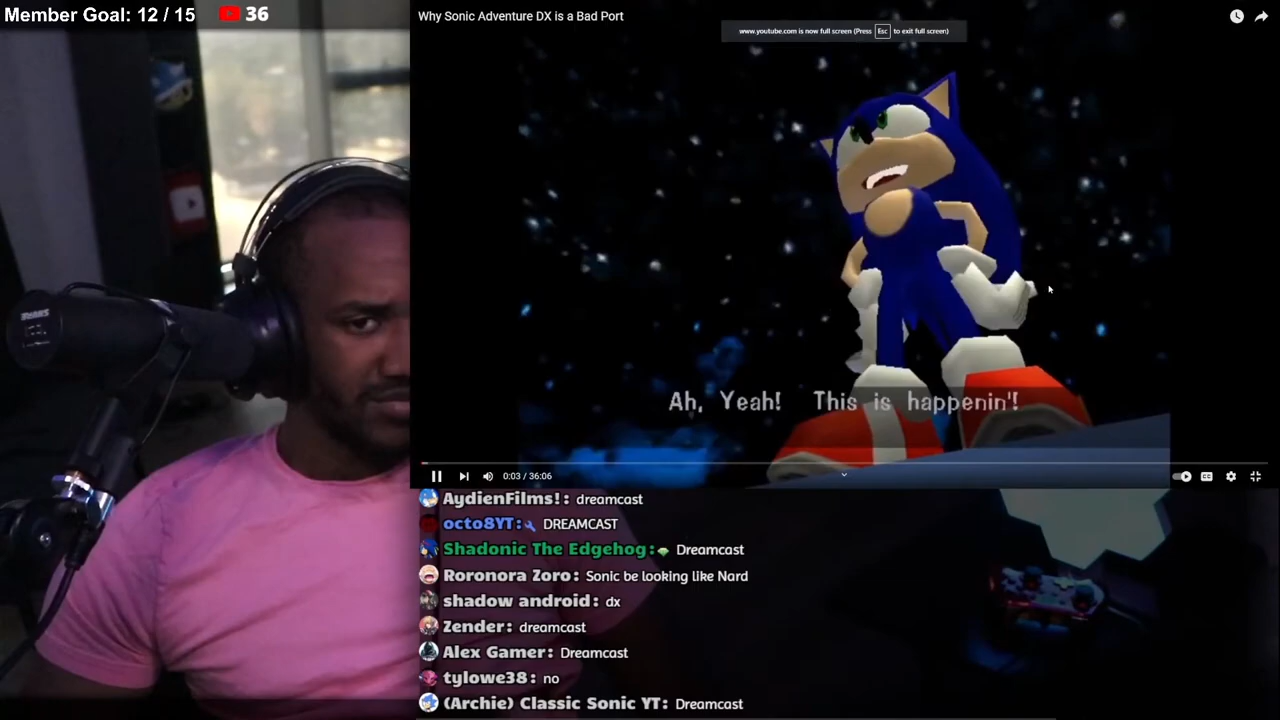 Member Goal: 12 / 15 36
Why Sonic Adventure DX is a Bad Port
www.youtube.com is now full screen (Press Esc to exit full screen)
Ah, Yeah! This is happenin'!
0:03 / 36:06
AydienFilms!: dreamcast
octo8YT: DREAMCAST
Shadonic The Edgehog: Dreamcast
Roronora Zoro: Sonic be looking like Nard
shadow android: dx
Zender: dreamcast
Alex Gamer: Dreamcast
tylowe38: no
(Archie) Classic Sonic YT: Dreamcast